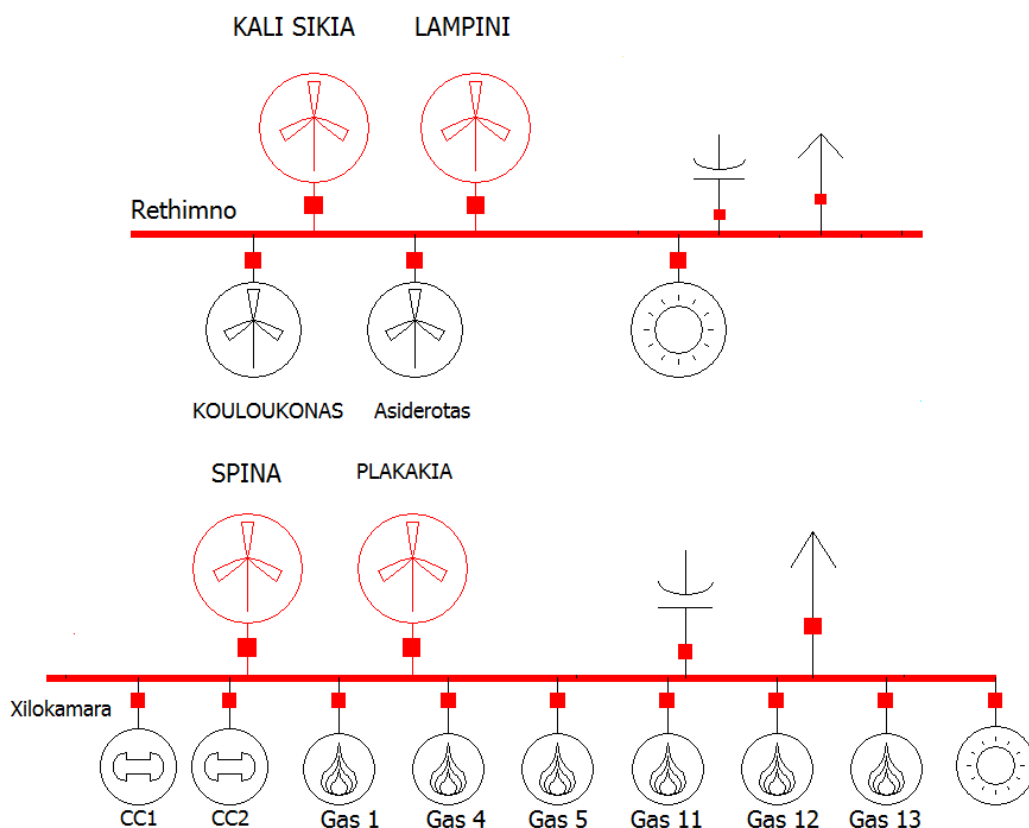 KALI SIKIA
LAMPINI
Rethimno
KOULOUKONAS
Asiderotas
SPINA
PLAKAKIA
Xilokamara
CC1
CC2
Gas 1
Gas 4
Gas 5
Gas 11
Gas 12
Gas 13